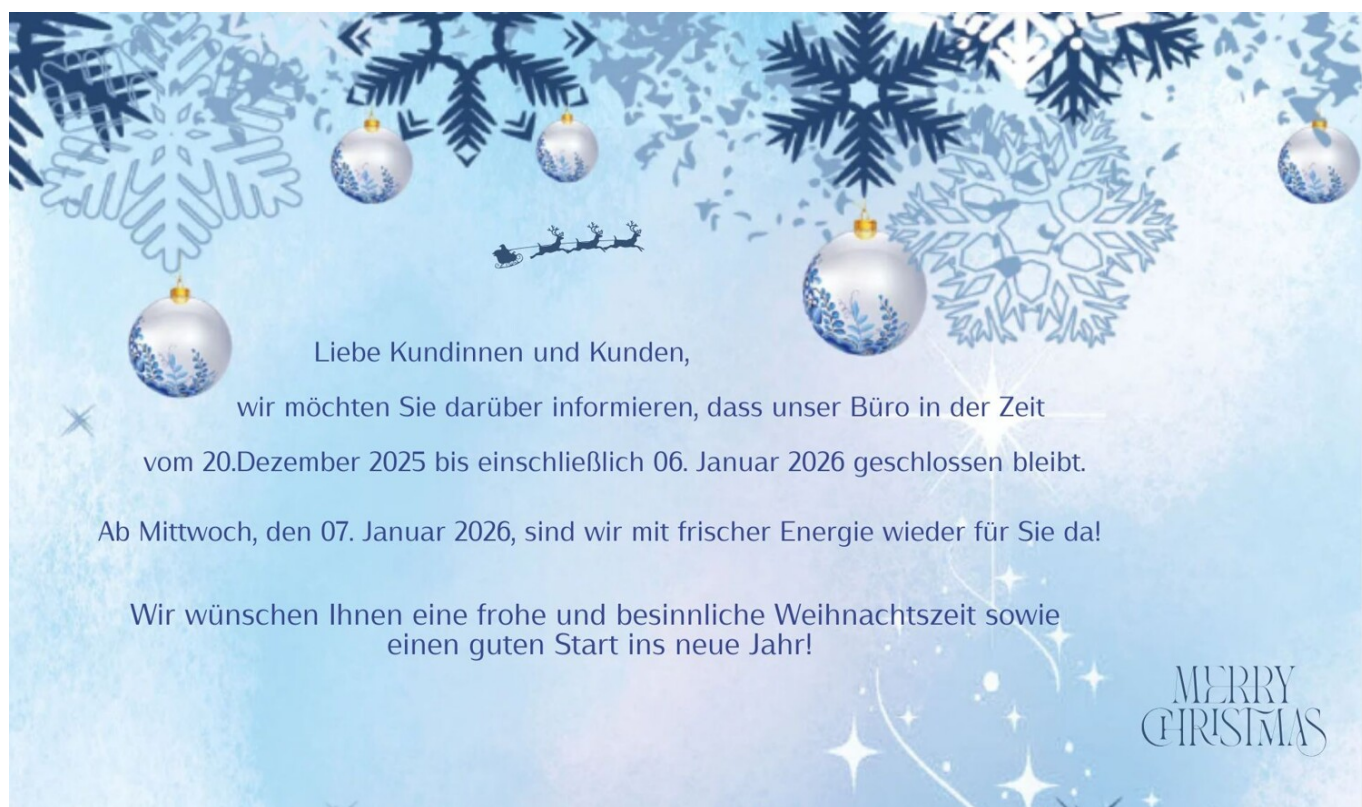 Liebe Kundinnen und Kunden,
wir möchten Sie darüber informieren, dass unser Büro in der Zeit
vom 20.Dezember 2025 bis einschließlich 06. Januar 2026 geschlossen bleibt.
Ab Mittwoch, den 07. Januar 2026, sind wir mit frischer Energie wieder für Sie da!
Wir wünschen Ihnen eine frohe und besinnliche Weihnachtszeit sowie
einen guten Start ins neue Jahr!
MERRY
CHRISTMAS